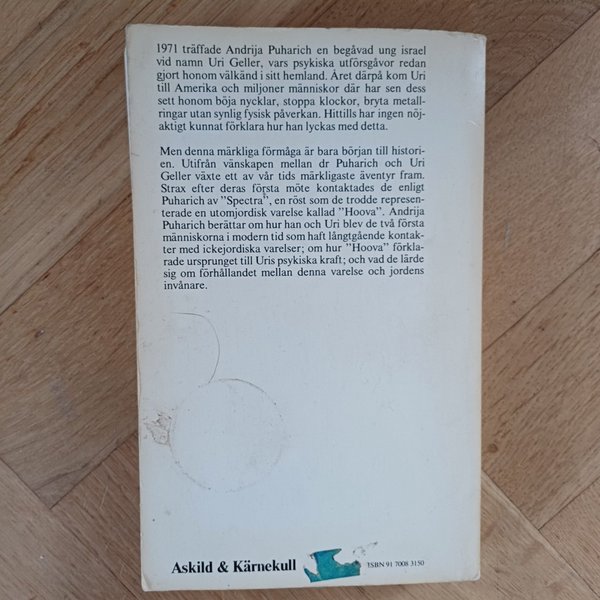 1971 träffade Andrija Puharich en begåvad ung israel
vid namn Uri Geller, vars psykiska utförsgåvor redan
gjort honom välkänd i sitt hemland. Året därpå kom Uri
till Amerika och miljoner människor där har sen dess
sett honom böja nycklar, stoppa klockor, bryta metall-
ringar utan synlig fysisk påverkan. Hittills har ingen nöj-
aktigt kunnat förklara hur han lyckas med detta.
Men denna märkliga förmåga är bara början till histori-
en. Utifrån vänskapen mellan dr Puharich och Uri
Geller växte ett av vår tids märkligaste äventyr fram.
Strax efter deras första möte kontaktades de enligt
Puharich av "Spectra", en röst som de trodde represen-
terade en utomjordisk varelse kallad "Hoova". Andrija
Puharich berättar om hur han och Uri blev de två första
människorna i modern tid som haft långtgående kontak-
ter med ickejordiska varelser; om hur "Hoova" förkla-
rade ursprunget till Uris psykiska kraft; och vad de lärde
sig om förhållandet mellan denna varelse och jordens
invånare.
Askild & Kärnekull
ISBN 91 7008 3150